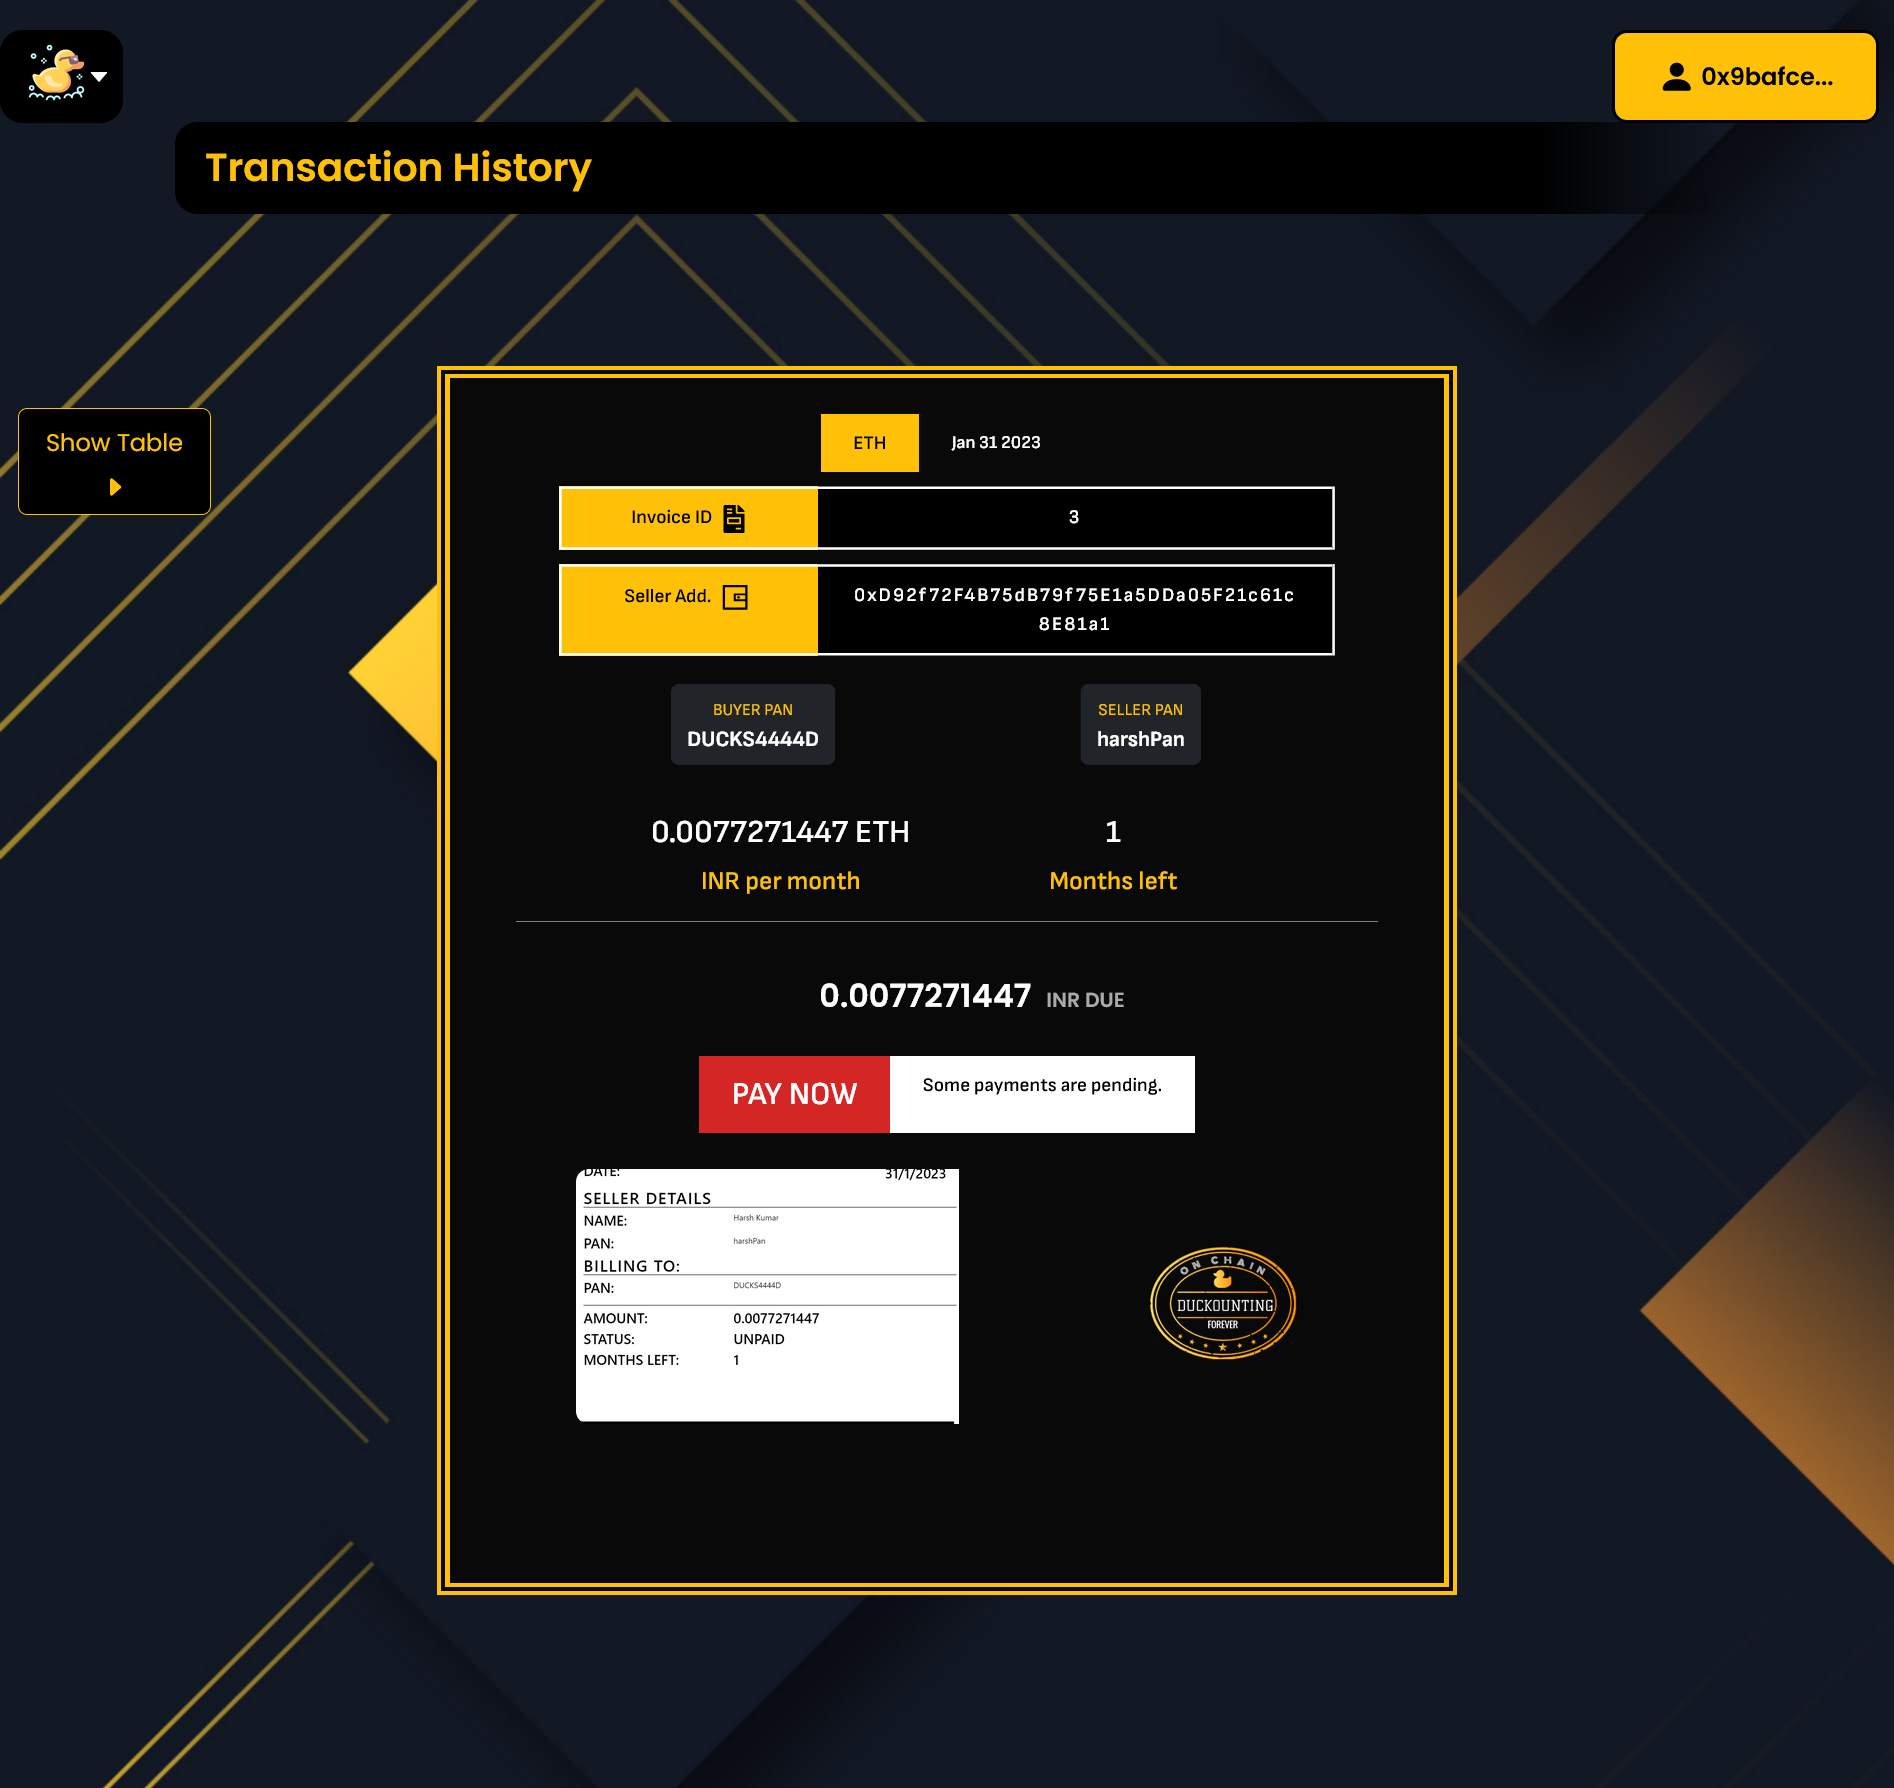 0x9bafce...
Transaction History
Show Table
ETH
Jan 31 2023
Invoice ID
3
Seller Add.
0xD92f72F4B75dB79f75E1a5DDa05F21c61c
8E81a1
BUYER PAN
DUCKS4444D
SELLER PAN
harshPan
0.0077271447 ETH
INR per month
1
Months left
0.0077271447 INR DUE
PAY NOW
Some payments are pending.
DATE: 31/1/2023
SELLER DETAILS
NAME: Harsh Kumar
PAN: harshPan
BILLING TO:
PAN: DUCKS4444D
AMOUNT: 0.0077271447
STATUS: UNPAID
MONTHS LEFT: 1
ON CHAIN
DUCKOUNTING
FOREVER